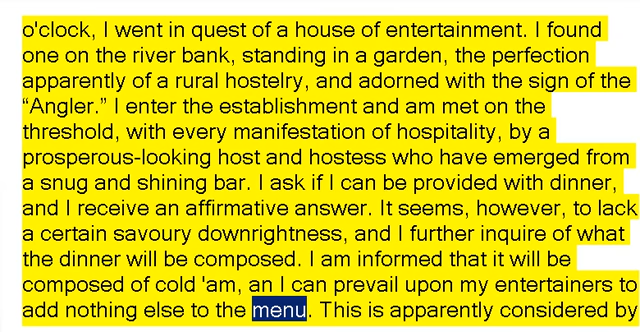 o'clock, I went in quest of a house of entertainment. I found
one on the river bank, standing in a garden, the perfection
apparently of a rural hostelry, and adorned with the sign of the
“Angler.” I enter the establishment and am met on the
threshold, with every manifestation of hospitality, by a
prosperous-looking host and hostess who have emerged from
a snug and shining bar. I ask if I can be provided with dinner,
and I receive an affirmative answer. It seems, however, to lack
a certain savoury downrightness, and I further inquire of what
the dinner will be composed. I am informed that it will be
composed of cold 'am, an I can prevail upon my entertainers to
add nothing else to the menu. This is apparently considered by